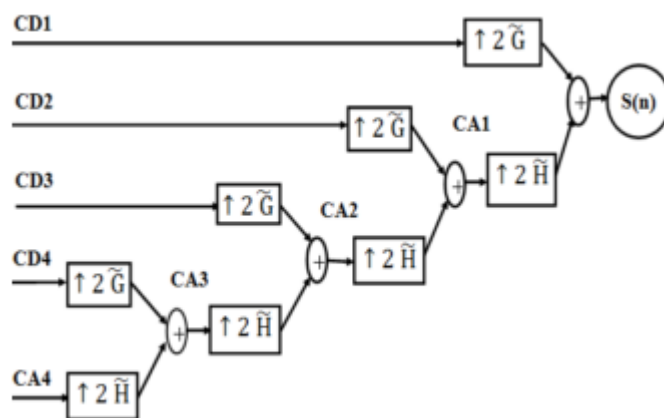 CD1
↑ 2 G̃
S(n)
+
CD2
↑ 2 G̃
CA1
+
↑ 2 H̃
CD3
↑ 2 G̃
CA2
+
↑ 2 H̃
CD4
↑ 2 G̃
CA3
+
↑ 2 H̃
CA4
↑ 2 H̃